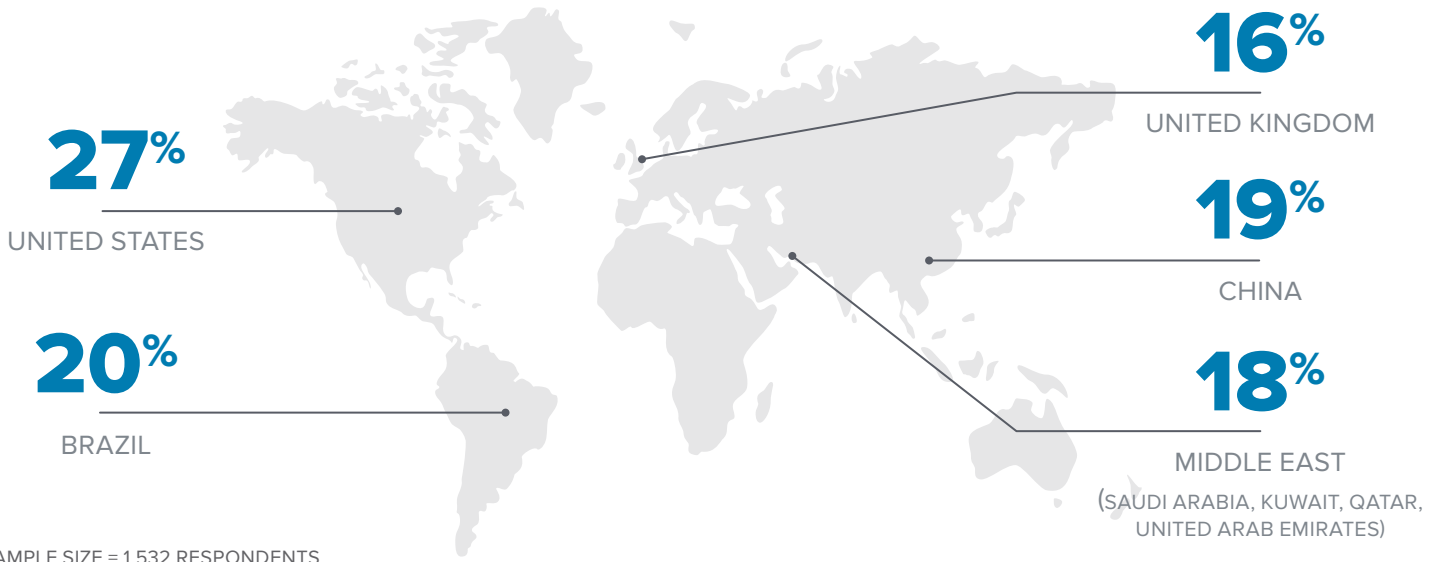 27%
UNITED STATES
20%
BRAZIL
16%
UNITED KINGDOM
19%
CHINA
18%
MIDDLE EAST
(SAUDI ARABIA, KUWAIT, QATAR,
UNITED ARAB EMIRATES)
AMPLE SIZE = 1,532 RESPONDENTS